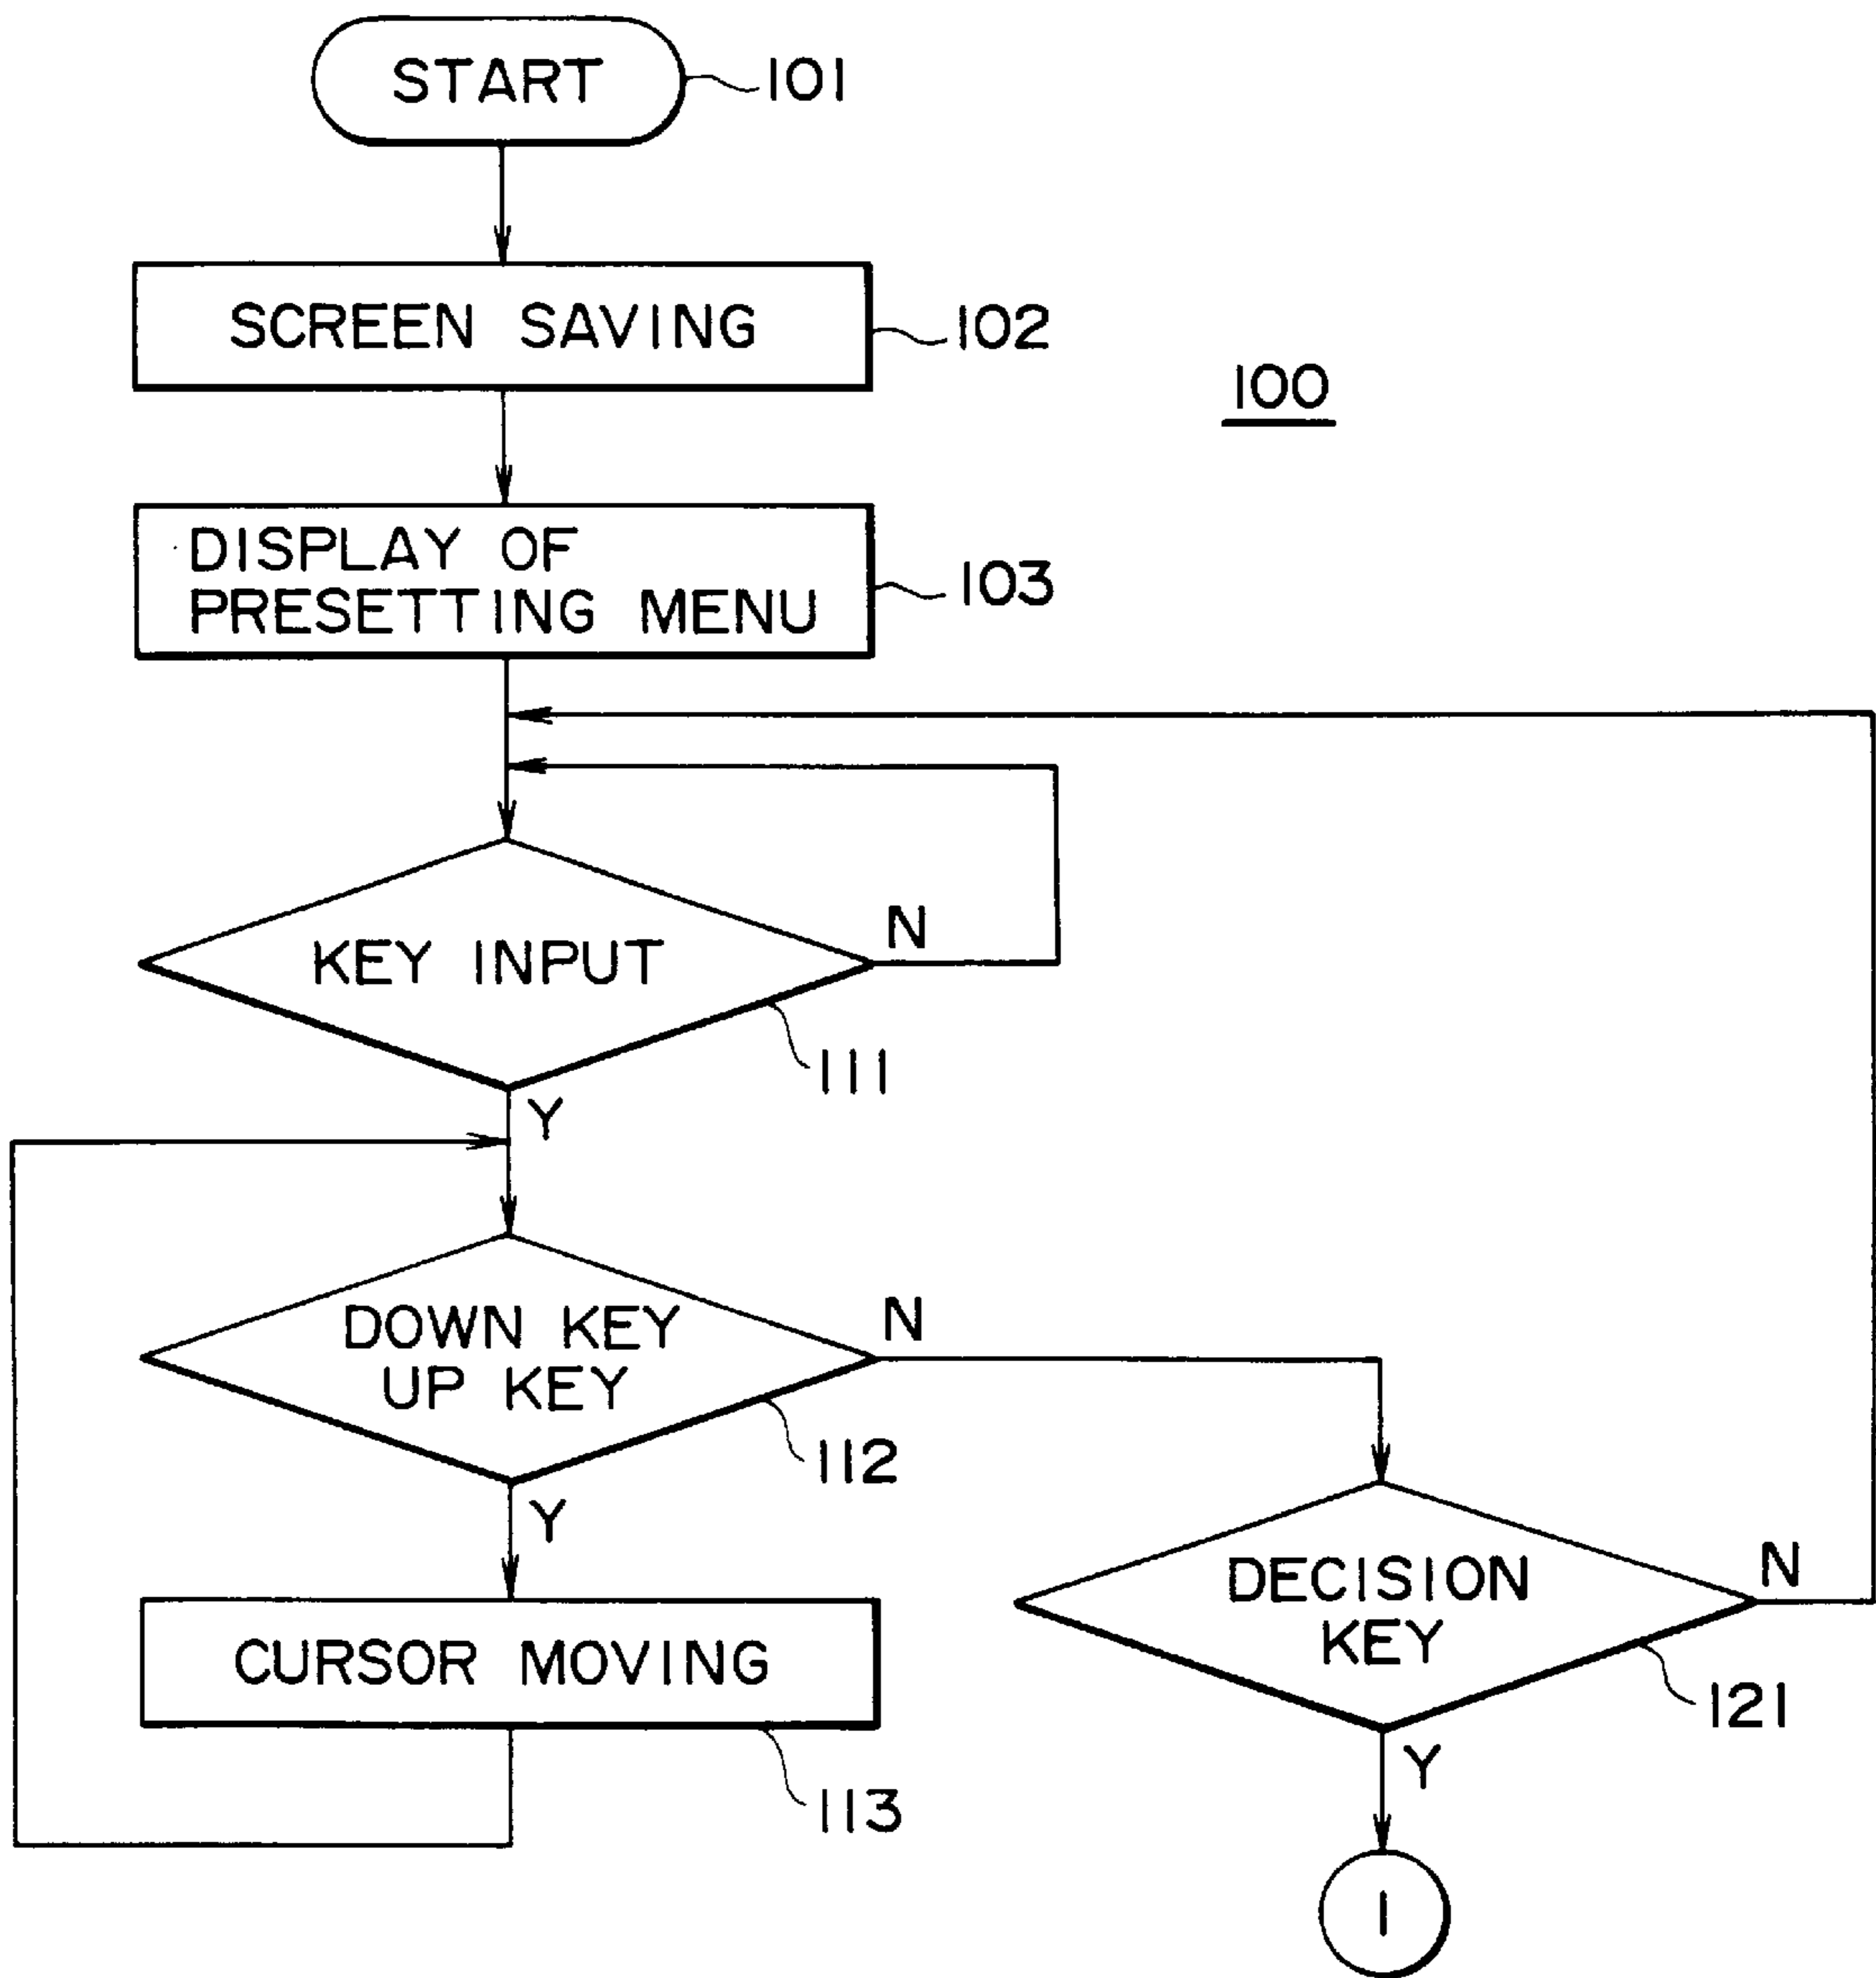 START
101
SCREEN SAVING
102
100
DISPLAY OF
PRESETTING MENU
103
KEY INPUT
N
111
Y
DOWN KEY
UP KEY
N
112
Y
DECISION
KEY
N
121
CURSOR MOVING
113
Y
1